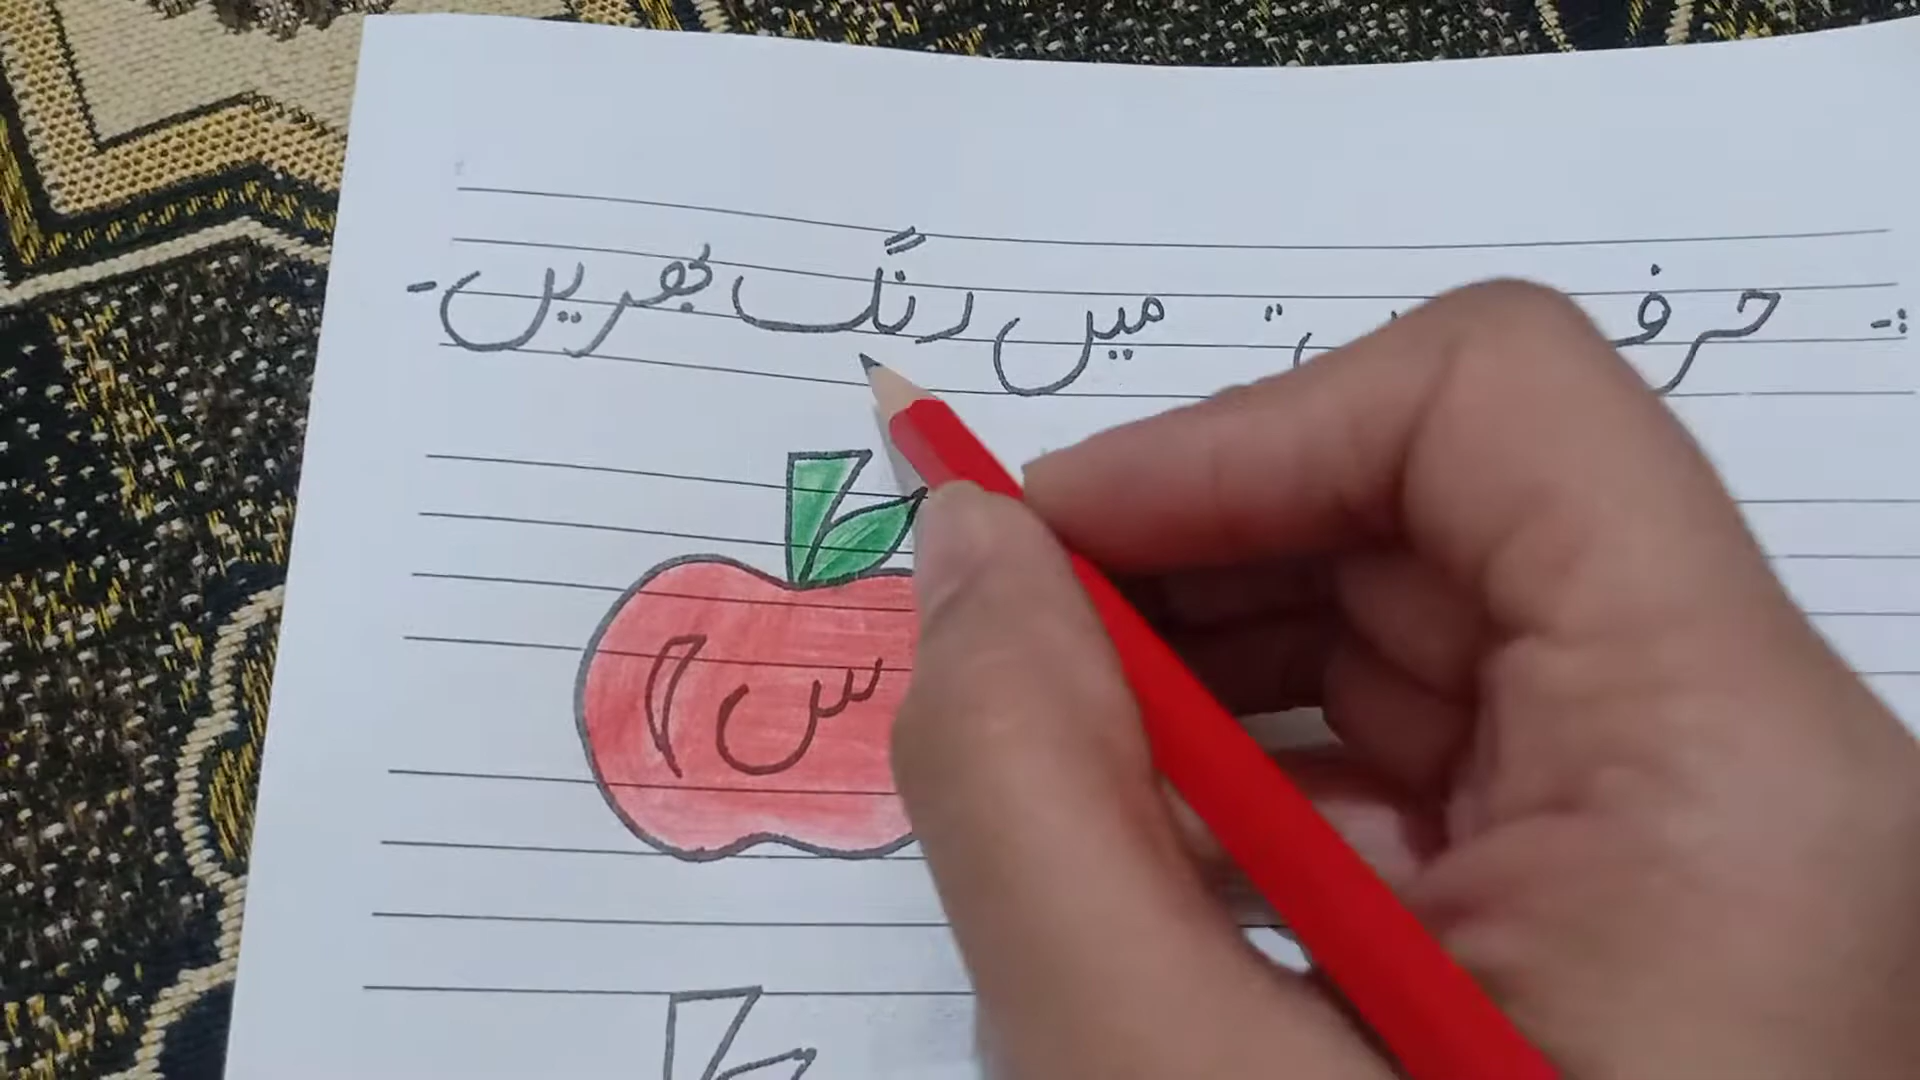 :- حرف میں رنگ بھریں-
س